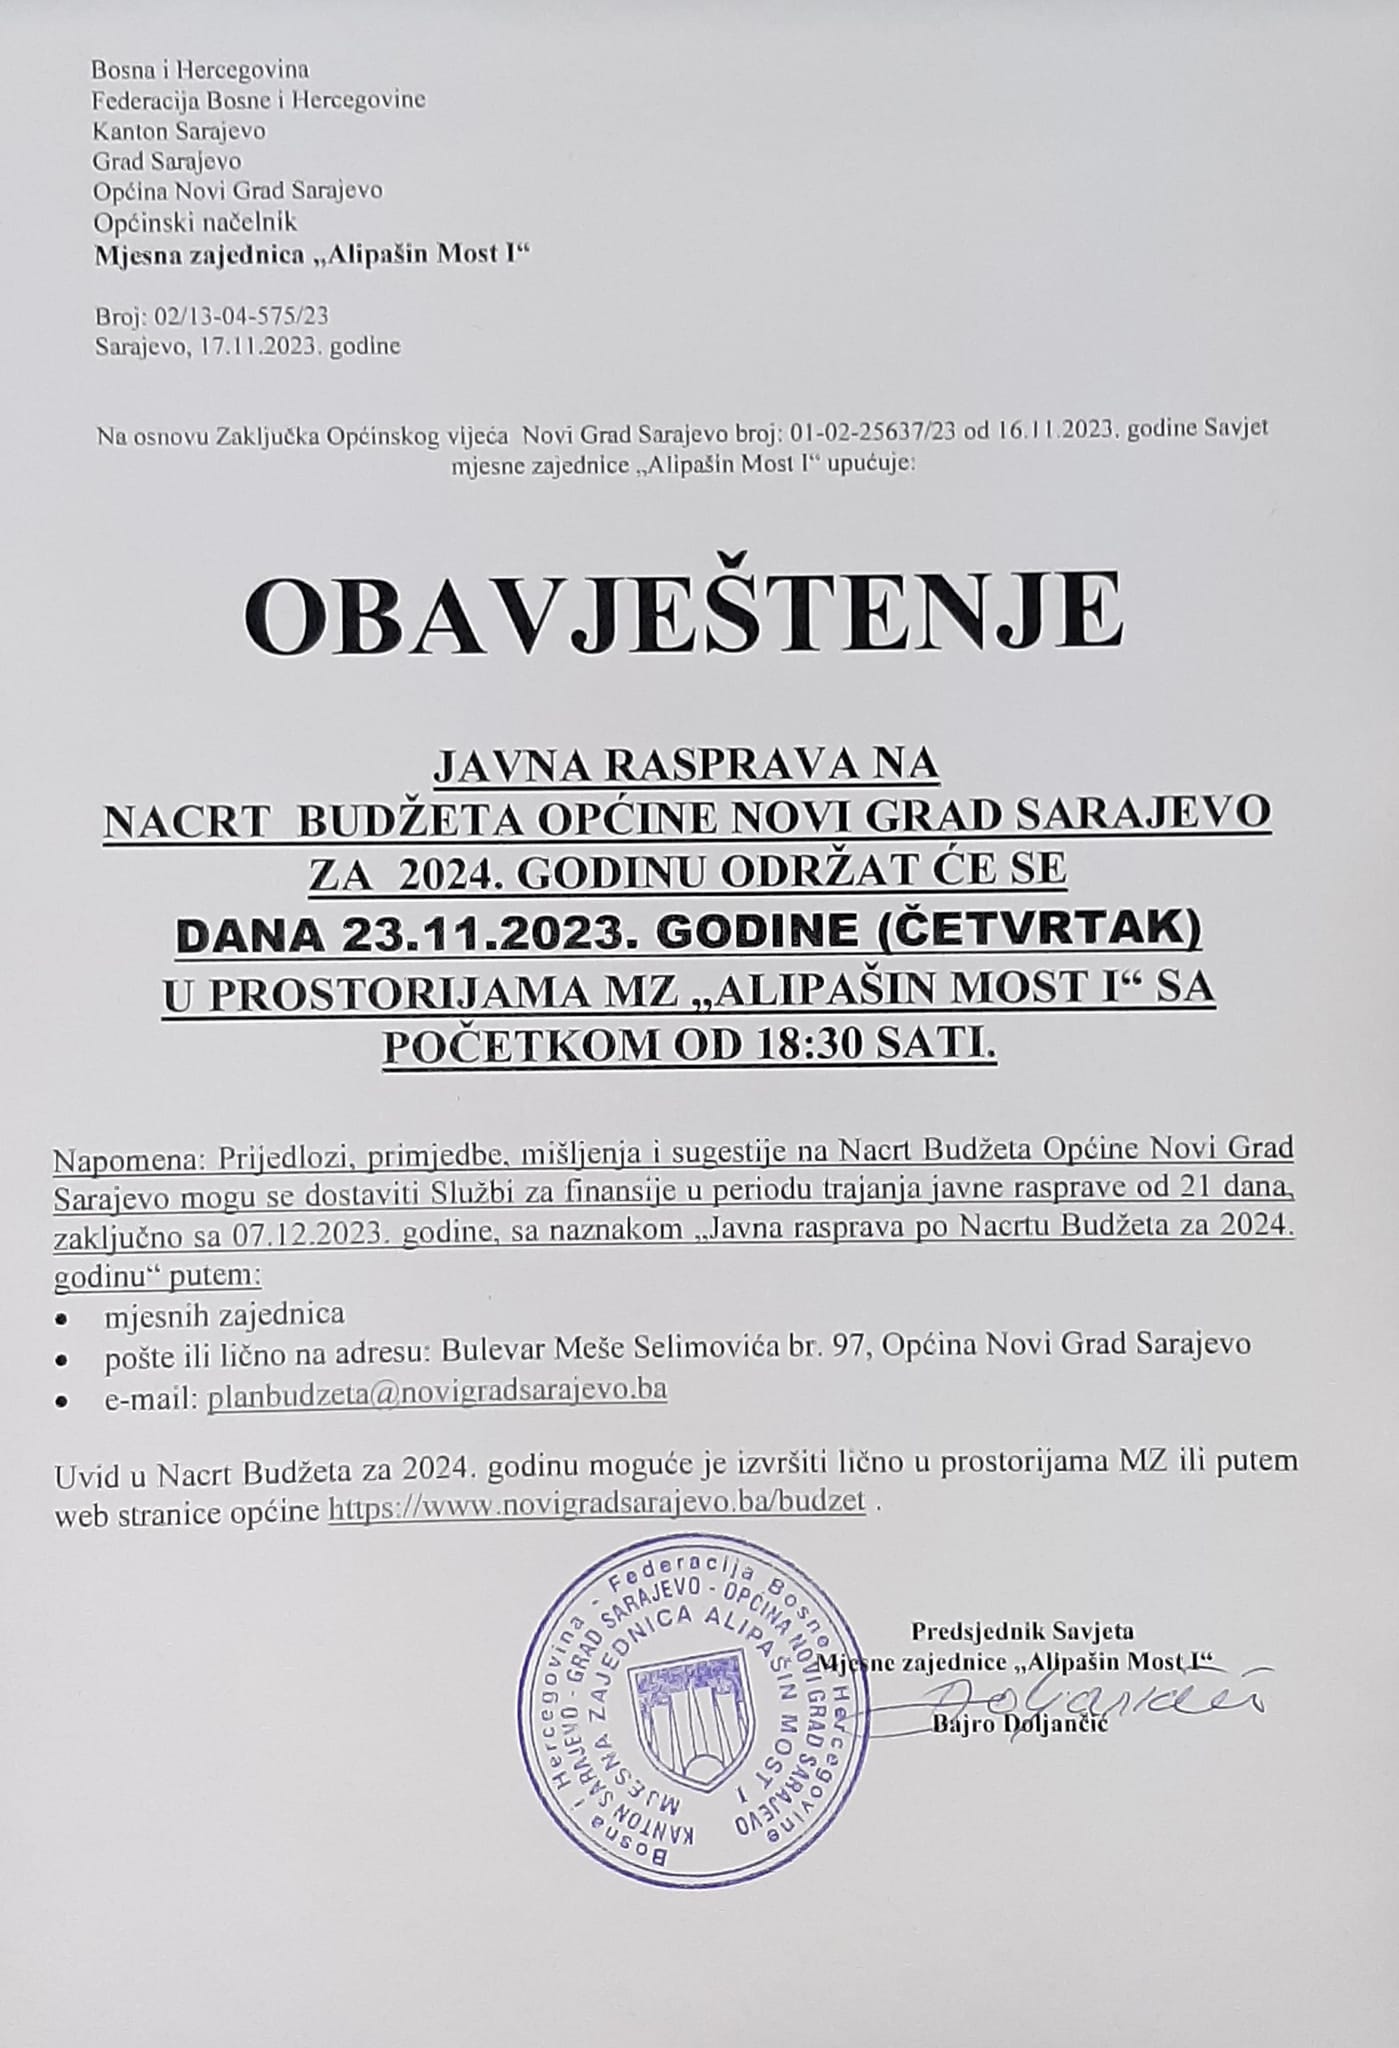 Bosna i Hercegovina
Federacija Bosne i Hercegovine
Kanton Sarajevo
Grad Sarajevo
Općina Novi Grad Sarajevo
Općinski načelnik
Mjesna zajednica „Alipašin Most I“
Broj: 02/13-04-575/23
Sarajevo, 17.11.2023. godine
Na osnovu Zaključka Općinskog vijeća Novi Grad Sarajevo broj: 01-02-25637/23 od 16.11.2023. godine Savjet
mjesne zajednice „Alipašin Most I“ upućuje:
OBAVJEŠTENJE
JAVNA RASPRAVA NA
NACRT BUDŽETA OPĆINE NOVI GRAD SARAJEVO
ZA 2024. GODINU ODRŽAT ĆE SE
DANA 23.11.2023. GODINE (ČETVRTAK)
U PROSTORIJAMA MZ „ALIPAŠIN MOST I“ SA
POČETKOM OD 18:30 SATI.
Napomena: Prijedlozi, primjedbe, mišljenja i sugestije na Nacrt Budžeta Općine Novi Grad
Sarajevo mogu se dostaviti Službi za finansije u periodu trajanja javne rasprave od 21 dana,
zaključno sa 07.12.2023. godine, sa naznakom „Javna rasprava po Nacrtu Budžeta za 2024.
godinu“ putem:
• mjesnih zajednica
• pošte ili lično na adresu: Bulevar Meše Selimovića br. 97, Općina Novi Grad Sarajevo
• e-mail: planbudzeta@novigradsarajevo.ba
Uvid u Nacrt Budžeta za 2024. godinu moguće je izvršiti lično u prostorijama MZ ili putem
web stranice općine https://www.novigradsarajevo.ba/budzet .
Bosna i Hercegovina - Federacija Bosne i Hercegovine
KANTON SARAJEVO - GRAD SARAJEVO - OPĆINA NOVI GRAD SARAJEVO
MJESNA ZAJEDNICA ALIPAŠIN MOST I
Predsjednik Savjeta
Mjesne zajednice „Alipašin Most I“
Bajro Doljančić